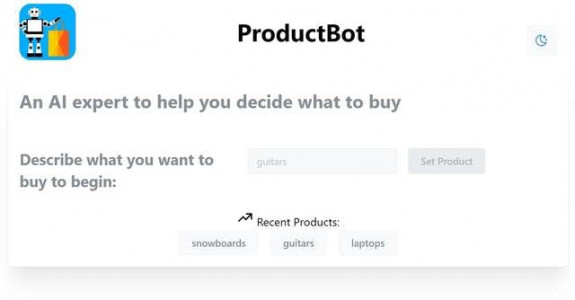 ProductBot
An AI expert to help you decide what to buy
Describe what you want to
buy to begin:
guitars
Set Product
Recent Products:
snowboards guitars laptops